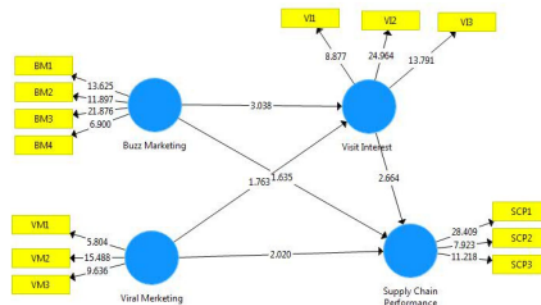 VI1
VI2
VI3
8.877
24.964
13.791
BM1
BM2
BM3
BM4
13.625
11.897
21.876
6.900
Buzz Marketing
3.038
Visit Interest
1.763
1.635
2.664
VM1
VM2
VM3
5.804
15.488
9.636
Viral Merketing
2.020
SCP1
SCP2
SCP3
28.409
7.923
11.218
Supply Chain
Performance